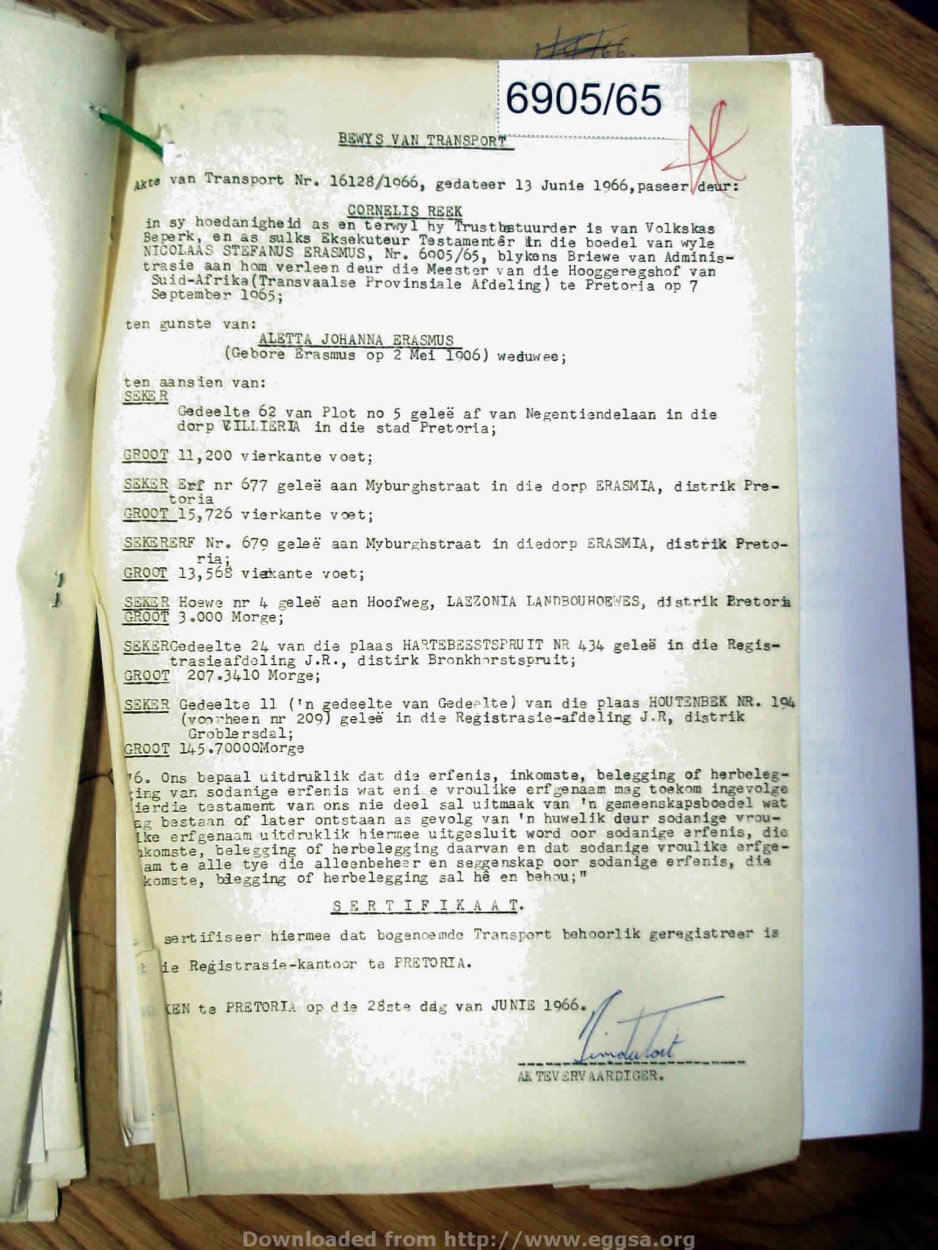 6905/65
BEWYS VAN TRANSPORT
Akte van Transport Nr. 16128/1966, gedateer 13 Junie 1966,paseer deur:
CORNELIS REEK
in sy hoedanigheid as en terwyl hy Trustbstuurder is van Volkskas
Beperk, en as sulks Eksekuteur Testamentêr in die boedel van wyle
NICOLAAS STEFANUS ERASMUS, Nr. 6905/65, blykens Briewe van Adminis-
trasie aan hom verleen deur die Meester van die Hooggeregshof van
Suid-Afrika(Transvaalse Provinsiale Afdeling) te Pretoria op 7
September 1965;
ten gunste van:
ALETTA JOHANNA ERASMUS
(Gebore Erasmus op 2 Mei 1906) weduwee;
ten aansien van:
SEKER
Gedeelte 62 van Plot no 5 geleë af van Negentiendelaan in die
dorp VILLIERIA in die stad Pretoria;
GROOT 11,200 vierkante voet;
SEKER Erf nr 677 geleë aan Myburghstraat in die dorp ERASMIA, distrik Pre-
toria
GROOT 15,726 vierkante voet;
SEKERERF Nr. 679 geleë aan Myburghstraat in diedorp ERASMIA, distrik Preto-
ria;
GROOT 13,568 vierkante voet;
SEKER Hoewe nr 4 geleë aan Hoofweg, LAEZONIA LANDBOUHOEWES, distrik Pretoria
GROOT 3.000 Morge;
SEKERGedeelte 24 van die plaas HARTEBEESTSPRUIT NR 434 geleë in die Regis-
trasieafdeling J.R., distirk Bronkhorstspruit;
GROOT 207.3410 Morge;
SEKER Gedeelte 11 ('n gedeelte van Gedeelte) van die plaas HOUTENBEK NR. 194
(voorheen nr 209) geleë in die Registrasie-afdeling J.R, distrik
Groblersdal;
GROOT 145.70000Morge
"6. Ons bepaal uitdruklik dat die erfenis, inkomste, belegging of herbeleg-
ing van sodanige erfenis wat eni e vroulike erfgenaam mag toekom ingevolge
ierdie testament van ons nie deel sal uitmaak van 'n gemeenskapsboedel wat
ag bestaan of later ontstaan as gevolg van 'n huwelik deur sodanige vrou-
ike erfgenaam uitdruklik hiermee uitgesluit word oor sodanige erfenis, die
nkomste, belegging of herbelegging daarvan en dat sodanige vroulike erfge-
am te alle tye die alleenbeheer en seggenskap oor sodanige erfenis, die
komste, blegging of herbelegging sal hê en behou;"
SERTIFIKAAT.
sertifiseer hiermee dat bogenoemde Transport behoorlik geregistreer is
ie Registrasie-kantoor te PRETORIA.
KEN te PRETORIA op die 28ste dag van JUNIE 1966.
AKTEVERVAARDIGER.
Downloaded from http://www.eggsa.org